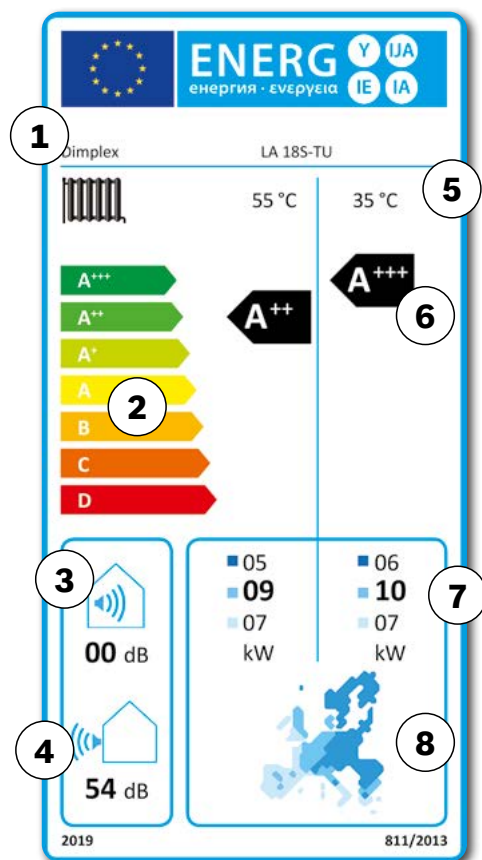 ENERG Y IJA
енергия · ενεργεια IE IA
1
Dimplex LA 18S-TU
55 °C 35 °C 5
A+++ A+++
A++ A++ 6
A+
A 2
B
C
D
3 05 06
09 10 7
07 07
00 dB kW kW
4 8
54 dB
2019 811/2013